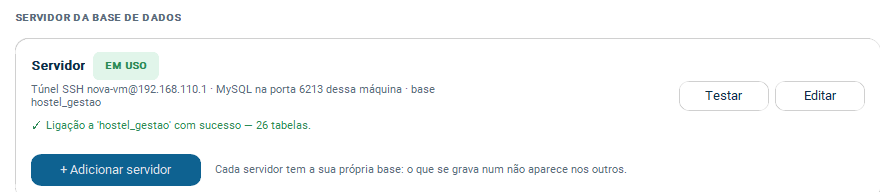 SERVIDOR DA BASE DE DADOS
Servidor EM USO
Túnel SSH nova-vm@192.168.110.1 · MySQL na porta 6213 dessa máquina · base
hostel_gestao
Testar Editar
✓ Ligação a 'hostel_gestao' com sucesso — 26 tabelas.
+ Adicionar servidor Cada servidor tem a sua própria base: o que se grava num não aparece nos outros.